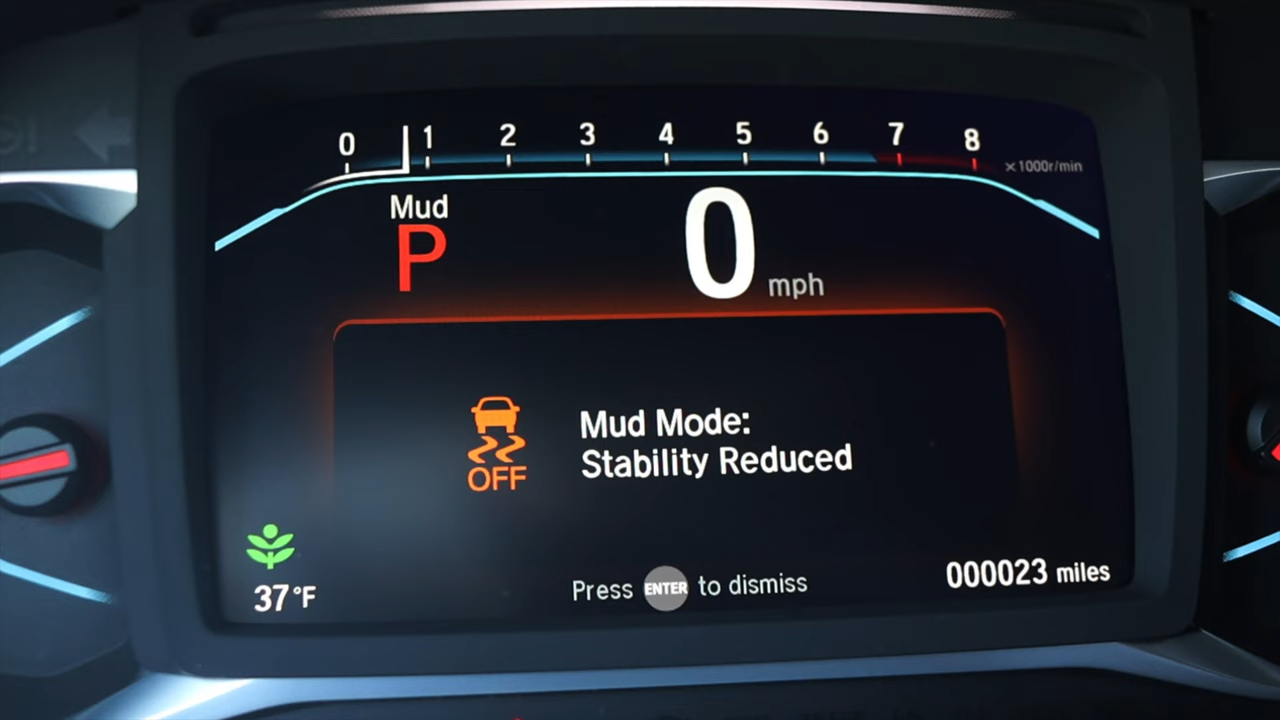 0 1 2 3 4 5 6 7 8
x1000r/min
Mud
P
0 mph
OFF
Mud Mode:
Stability Reduced
37°F
Press ENTER to dismiss
000023 miles